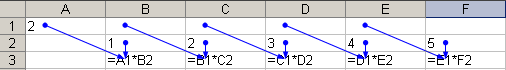 A B C D E F
1 2
2 1 2 3 4 5
3 =A1*B2 =B1*C2 =C1*D2 =D1*E2 =E1*F2